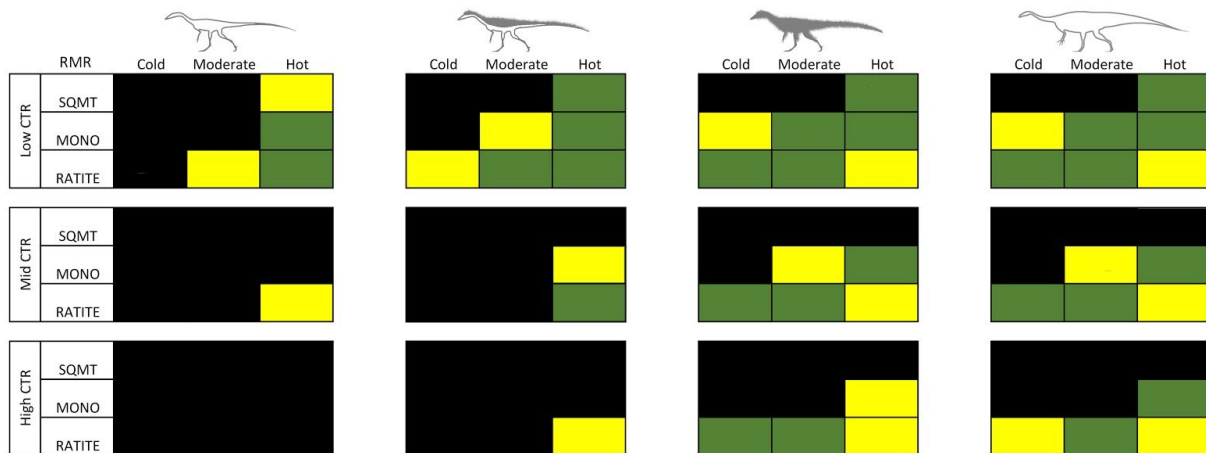 RMR Cold Moderate Hot Cold Moderate Hot Cold Moderate Hot Cold Moderate Hot
Low CTR
SQMT
MONO
RATITE
Mid CTR
SQMT
MONO
RATITE
High CTR
SQMT
MONO
RATITE